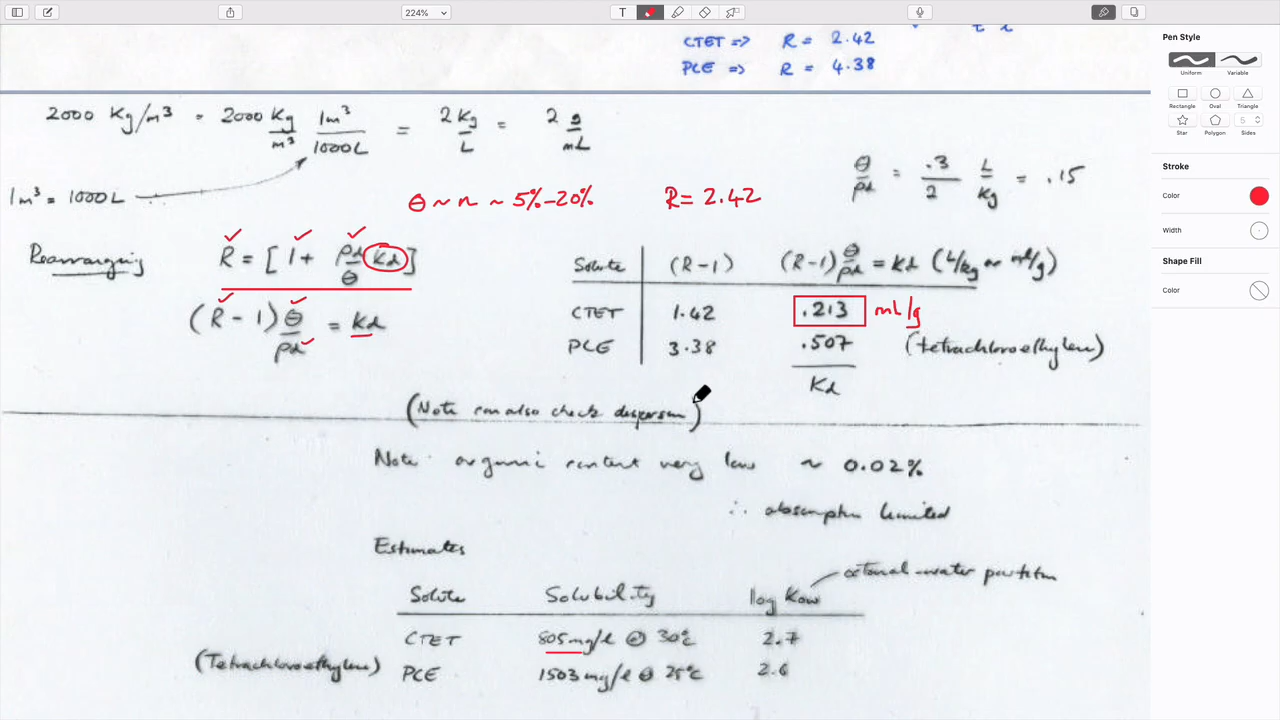 224%
T
CTET => R = 2.42
PCE => R = 4.38
Pen Style
Uniform Variable
Rectangle Oval Triangle
Star Polygon 5 Sides
Stroke
Color
Width
Shape Fill
Color
2000 Kg/m³ = 2000 Kg/m³ 1m³/1000L = 2 Kg/L = 2 g/mL
1m³ = 1000L
θ/ρd = .3/2 L/Kg = .15
θ ~ n ~ 5%-20% R = 2.42
Rearranging R = [1 + ρd/θ Kd]
(R-1) θ/ρd = Kd
Solute (R-1) (R-1) θ/ρd = Kd (L/kg or ml/g)
CTET 1.42 .213 mL/g
PCE 3.38 .507 (tetrachloroethylene)
Kd
(Note can also check dispersion)
Note organic content very low ~ 0.02%
∴ absorption limited
Estimates
octanol-water partition
Solute Solubility log Kow
CTET 805 mg/l @ 30°C 2.7
(Tetrachloroethylene) PCE 1503 mg/l @ 25°C 2.6